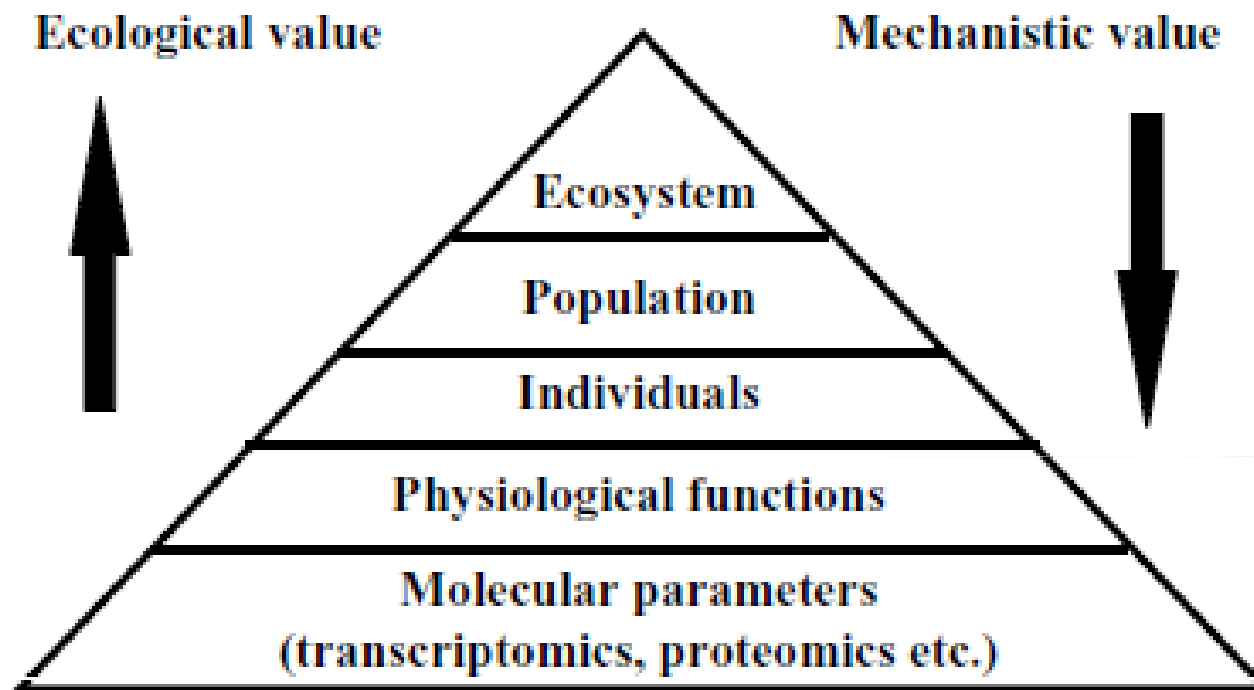 Ecological value
Mechanistic value
Ecosystem
Population
Individuals
Physiological functions
Molecular parameters
(transcriptomics, proteomics etc.)